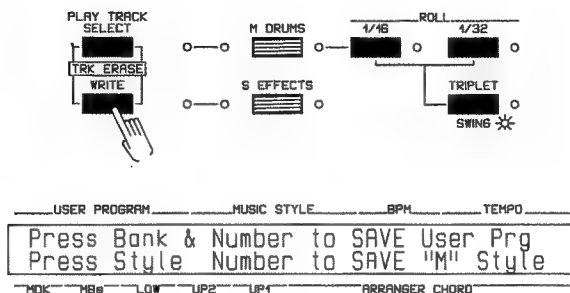 PLAY TRACK
SELECT
M DRUMS
ROLL
1/16
1/32
TRK ERASE
WRITE
S EFFECTS
TRIPLET
SWING
USER PROGRAM MUSIC STYLE BPM TEMPO
Press Bank & Number to SAVE User Prg
Press Style Number to SAVE "M" Style
MDK MBs LOW UP2 UP1 ARRANGER CHORD